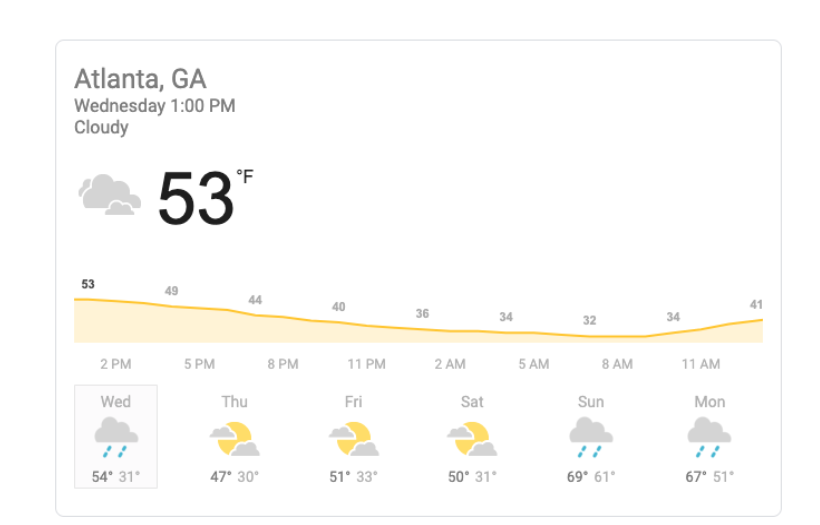 Atlanta, GA
Wednesday 1:00 PM
Cloudy
53 °F
53 49 44 40 36 34 32 34 41
2 PM 5 PM 8 PM 11 PM 2 AM 5 AM 8 AM 11 AM
Wed Thu Fri Sat Sun Mon
54° 31° 47° 30° 51° 33° 50° 31° 69° 61° 67° 51°